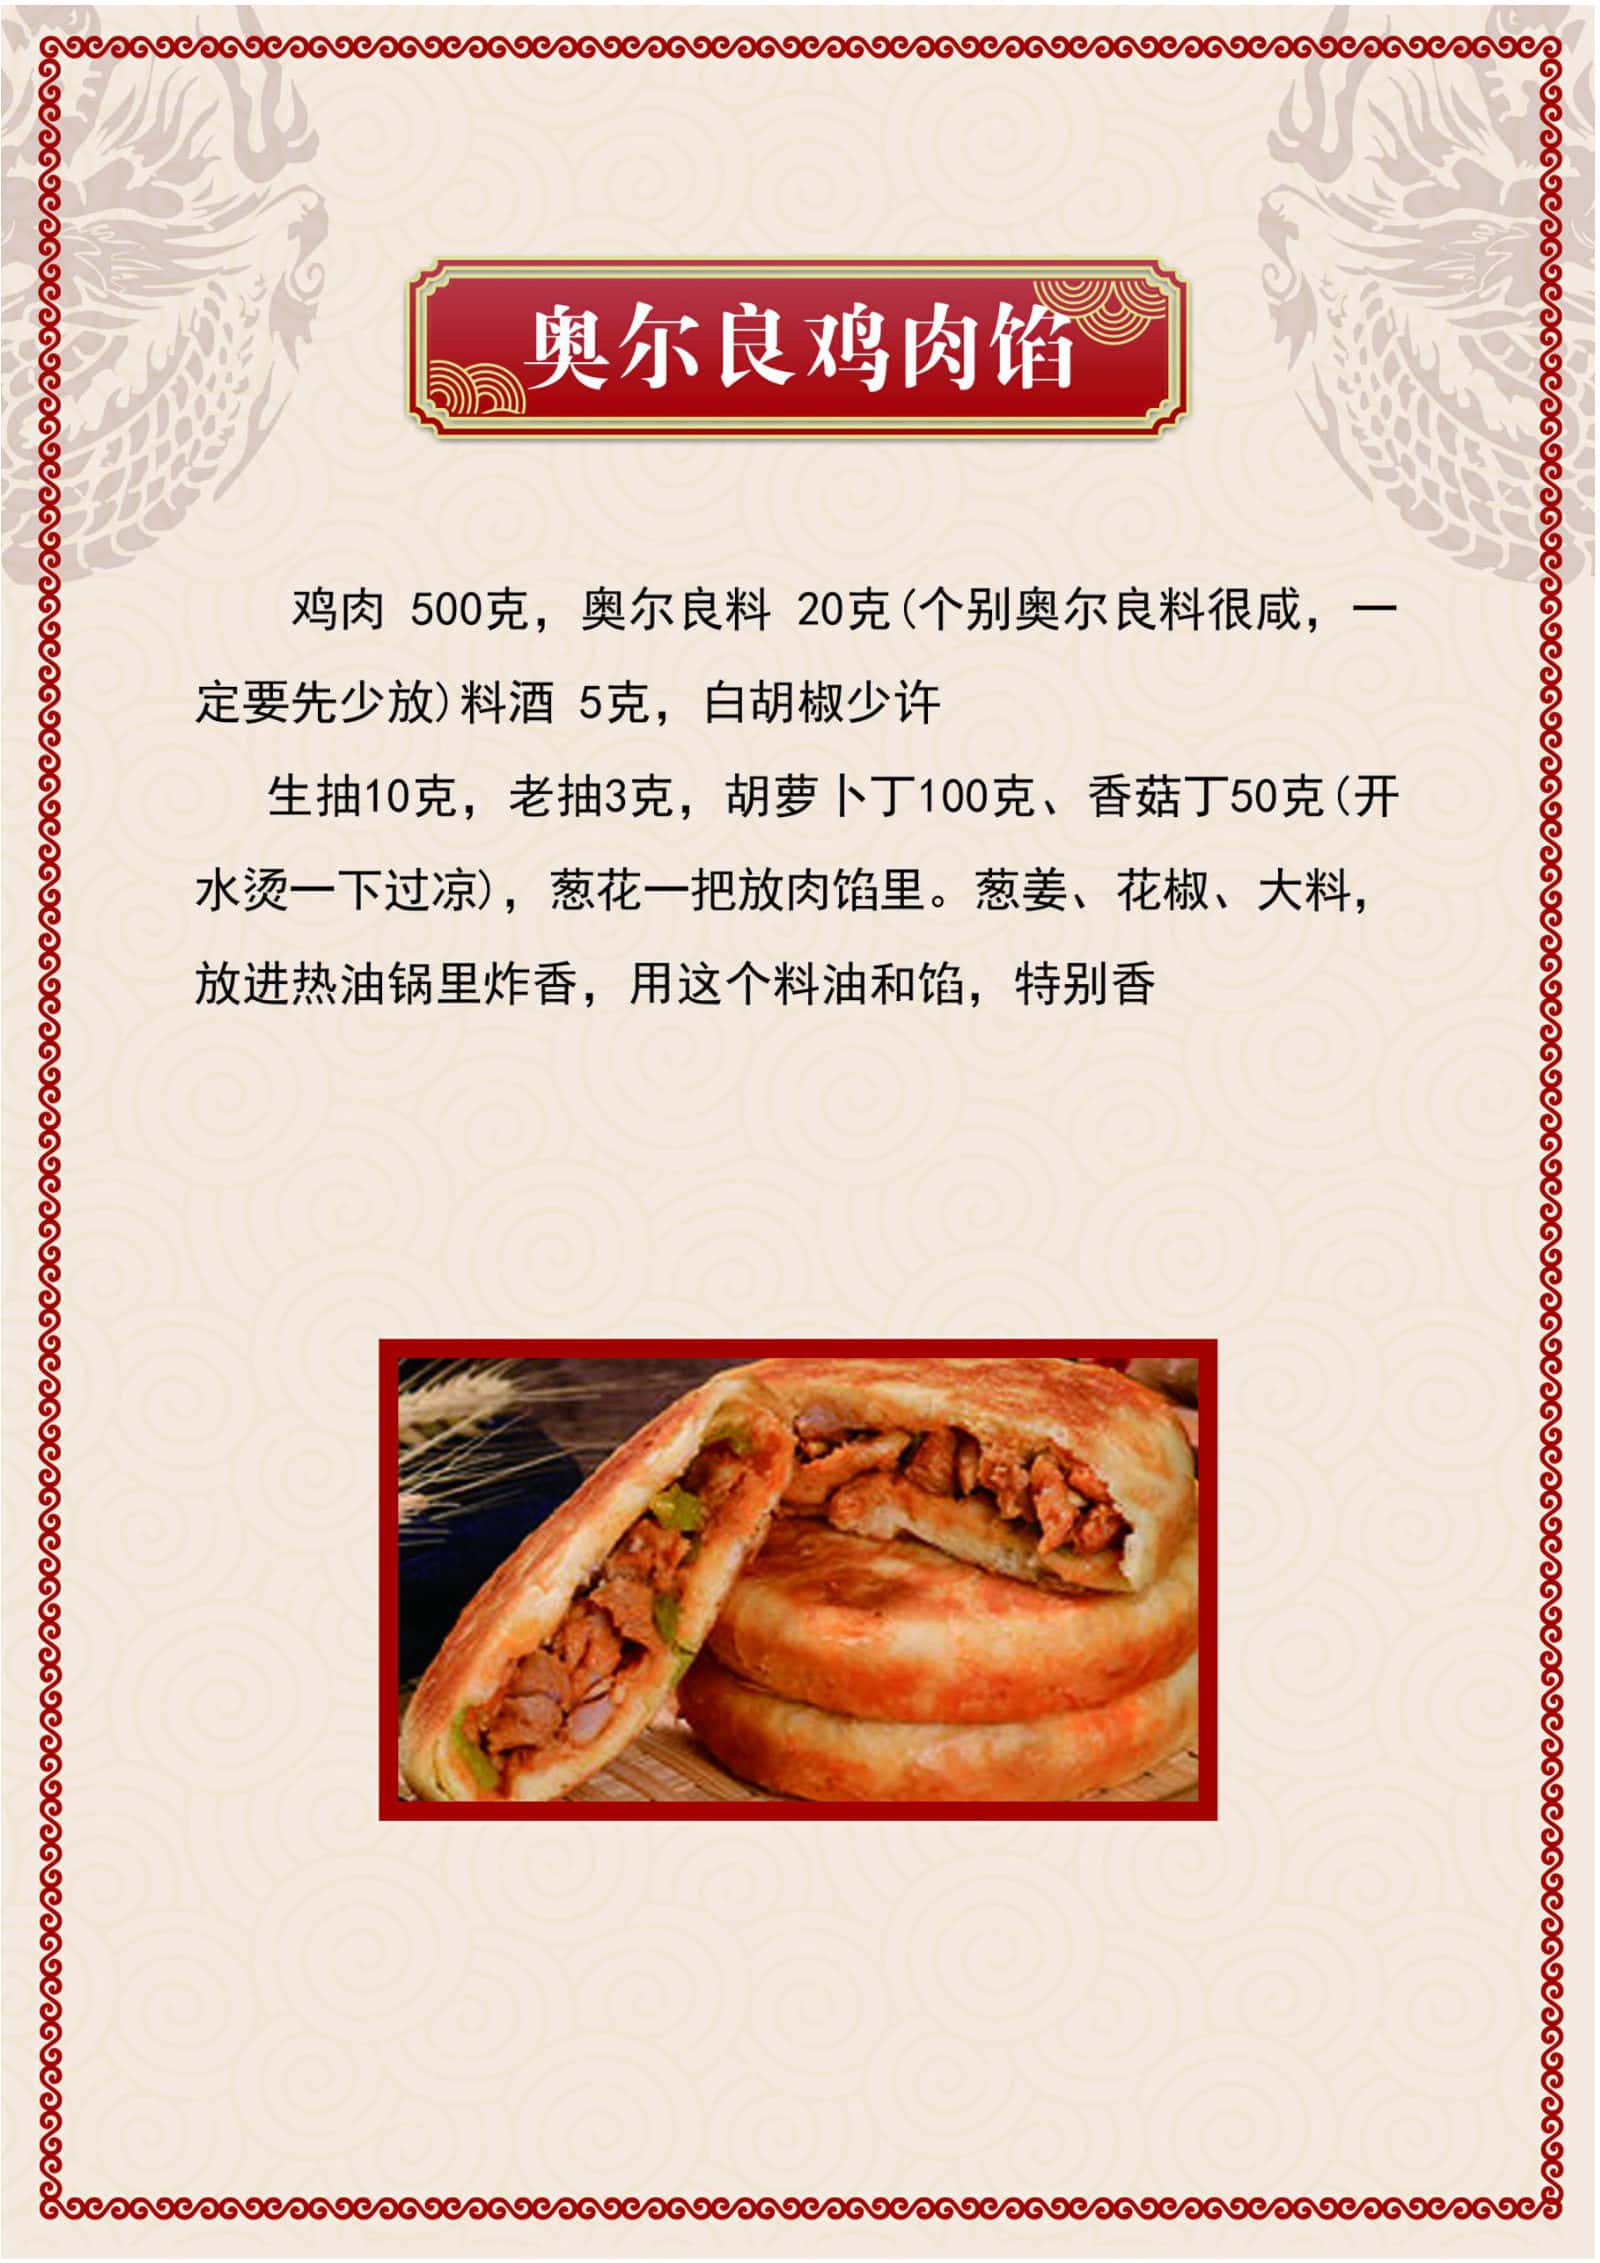 奥尔良鸡肉馅
鸡肉 500克，奥尔良料 20克(个别奥尔良料很咸，一
定要先少放)料酒 5克，白胡椒少许
生抽10克，老抽3克，胡萝卜丁100克、香菇丁50克(开
水烫一下过凉)，葱花一把放肉馅里。葱姜、花椒、大料，
放进热油锅里炸香，用这个料油和馅，特别香